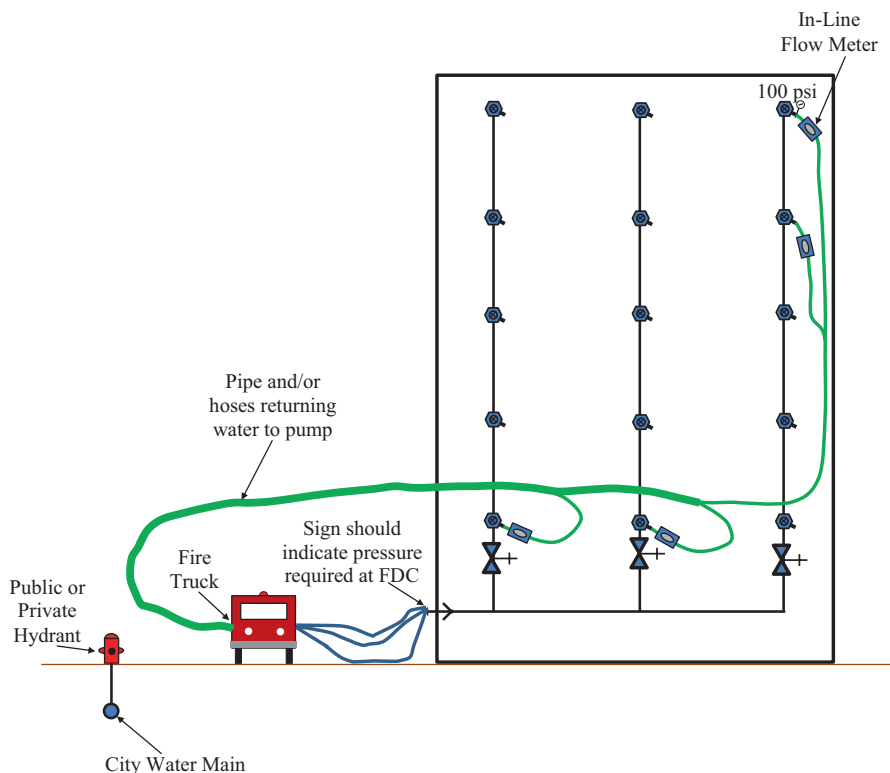 In-Line
Flow Meter
100 psi
Pipe and/or
hoses returning
water to pump
Sign should
indicate pressure
required at FDC
Fire
Truck
Public or
Private
Hydrant
City Water Main